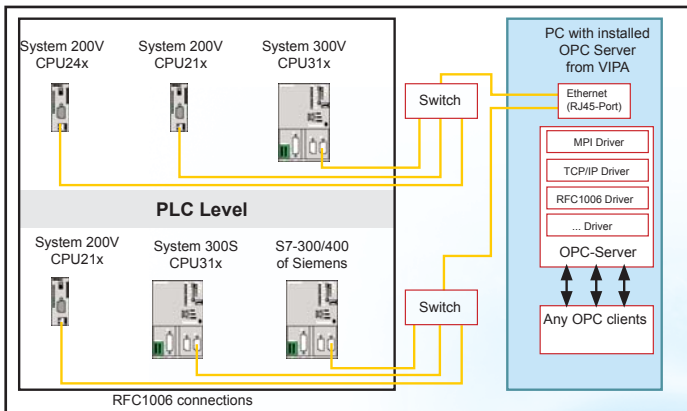 System 200V
CPU24x
System 200V
CPU21x
System 300V
CPU31x
Switch
PC with installed
OPC Server
from VIPA
Ethernet
(RJ45-Port)
MPI Driver
TCP/IP Driver
RFC1006 Driver
... Driver
OPC-Server
Any OPC clients
PLC Level
System 200V
CPU21x
System 300S
CPU31x
S7-300/400
of Siemens
Switch
RFC1006 connections